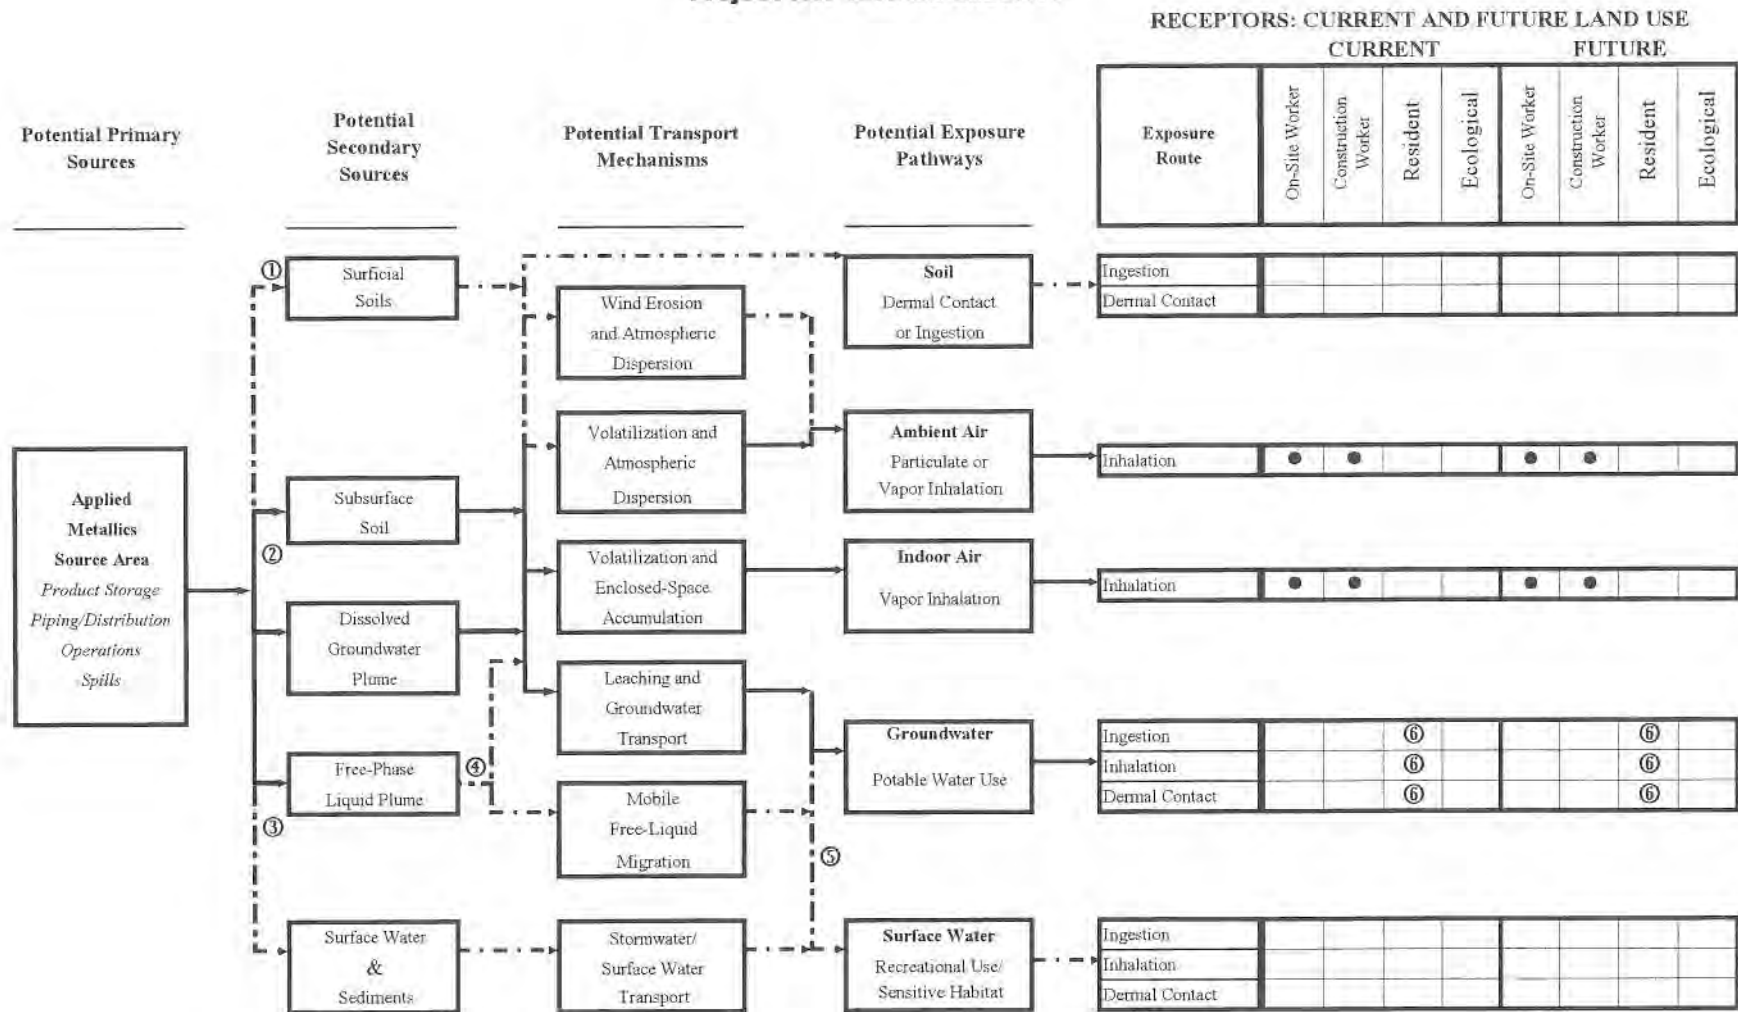 RECEPTORS: CURRENT AND FUTURE LAND USE
CURRENT
FUTURE
Potential Primary
Sources
Potential
Secondary
Sources
Potential Transport
Mechanisms
Potential Exposure
Pathways
Exposure
Route
On-Site Worker
Construction
Worker
Resident
Ecological
On-Site Worker
Construction
Worker
Resident
Ecological
Applied
Metallics
Source Area
Product Storage
Piping/Distribution
Operations
Spills
①
②
③
④
⑤
Surficial
Soils
Subsurface
Soil
Dissolved
Groundwater
Plume
Free-Phase
Liquid Plume
Surface Water
&
Sediments
Wind Erosion
and Atmospheric
Dispersion
Volatilization and
Atmospheric
Dispersion
Volatilization and
Enclosed-Space
Accumulation
Leaching and
Groundwater
Transport
Mobile
Free-Liquid
Migration
Stormwater/
Surface Water
Transport
Soil
Dermal Contact
or Ingestion
Ambient Air
Particulate or
Vapor Inhalation
Indoor Air
Vapor Inhalation
Groundwater
Potable Water Use
Surface Water
Recreational Use/
Sensitive Habitat
Ingestion
Dermal Contact
Inhalation ● ● ● ●
Inhalation ● ● ● ●
Ingestion ⑥ ⑥
Inhalation ⑥ ⑥
Dermal Contact ⑥ ⑥
Ingestion
Inhalation
Dermal Contact